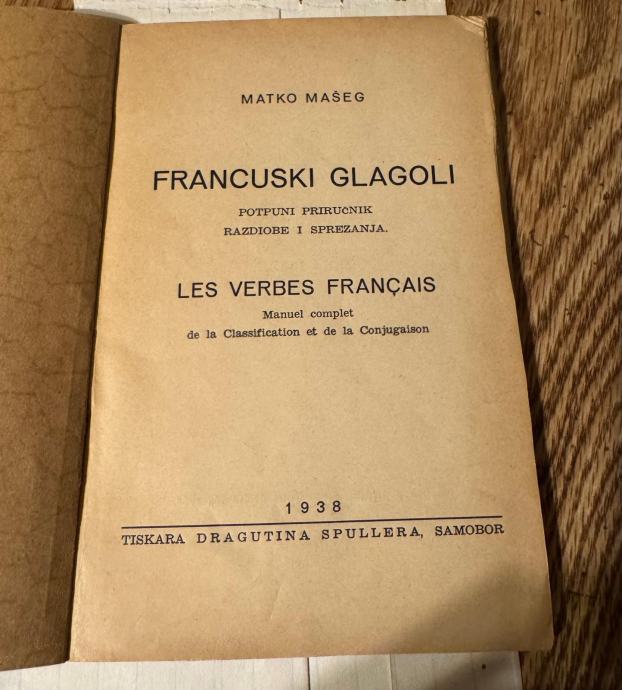 MATKO MAŠEG
FRANCUSKI GLAGOLI
POTPUNI PRIRUčNIK
RAZDIOBE I SPREZANJA.
LES VERBES FRANÇAIS
Manuel complet
de la Classification et de la Conjugaison
1938
TISKARA DRAGUTINA SPULLERA, SAMOBOR